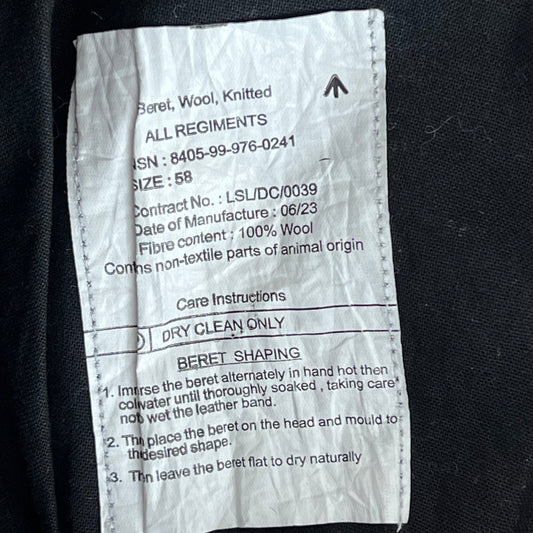 Beret, Wool, Knitted
ALL REGIMENTS
NSN : 8405-99-976-0241
SIZE : 58
Contract No. : LSL/DC/0039
Date of Manufacture : 06/23
Fibre content : 100% Wool
Conths non-textile parts of animal origin
Care Instructions
DRY CLEAN ONLY
BERET SHAPING
1. Imrse the beret alternately in hand hot then
colwater until thoroughly soaked , taking care
not wet the leather band.
2. Thn place the beret on the head and mould to
thdesired shape.
3. Thn leave the beret flat to dry naturally